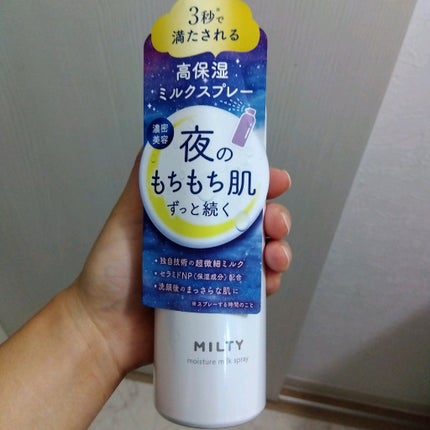 3秒※で
満たされる
高保湿
ミルクスプレー
濃密
美容
夜の
もちもち肌
ずっと続く
・独自技術の超微細ミルク
・セラミドNP(保湿成分)配合
・洗顔後のまっさらな肌に
※スプレーする時間のこと
MILTY
moisture milk spray